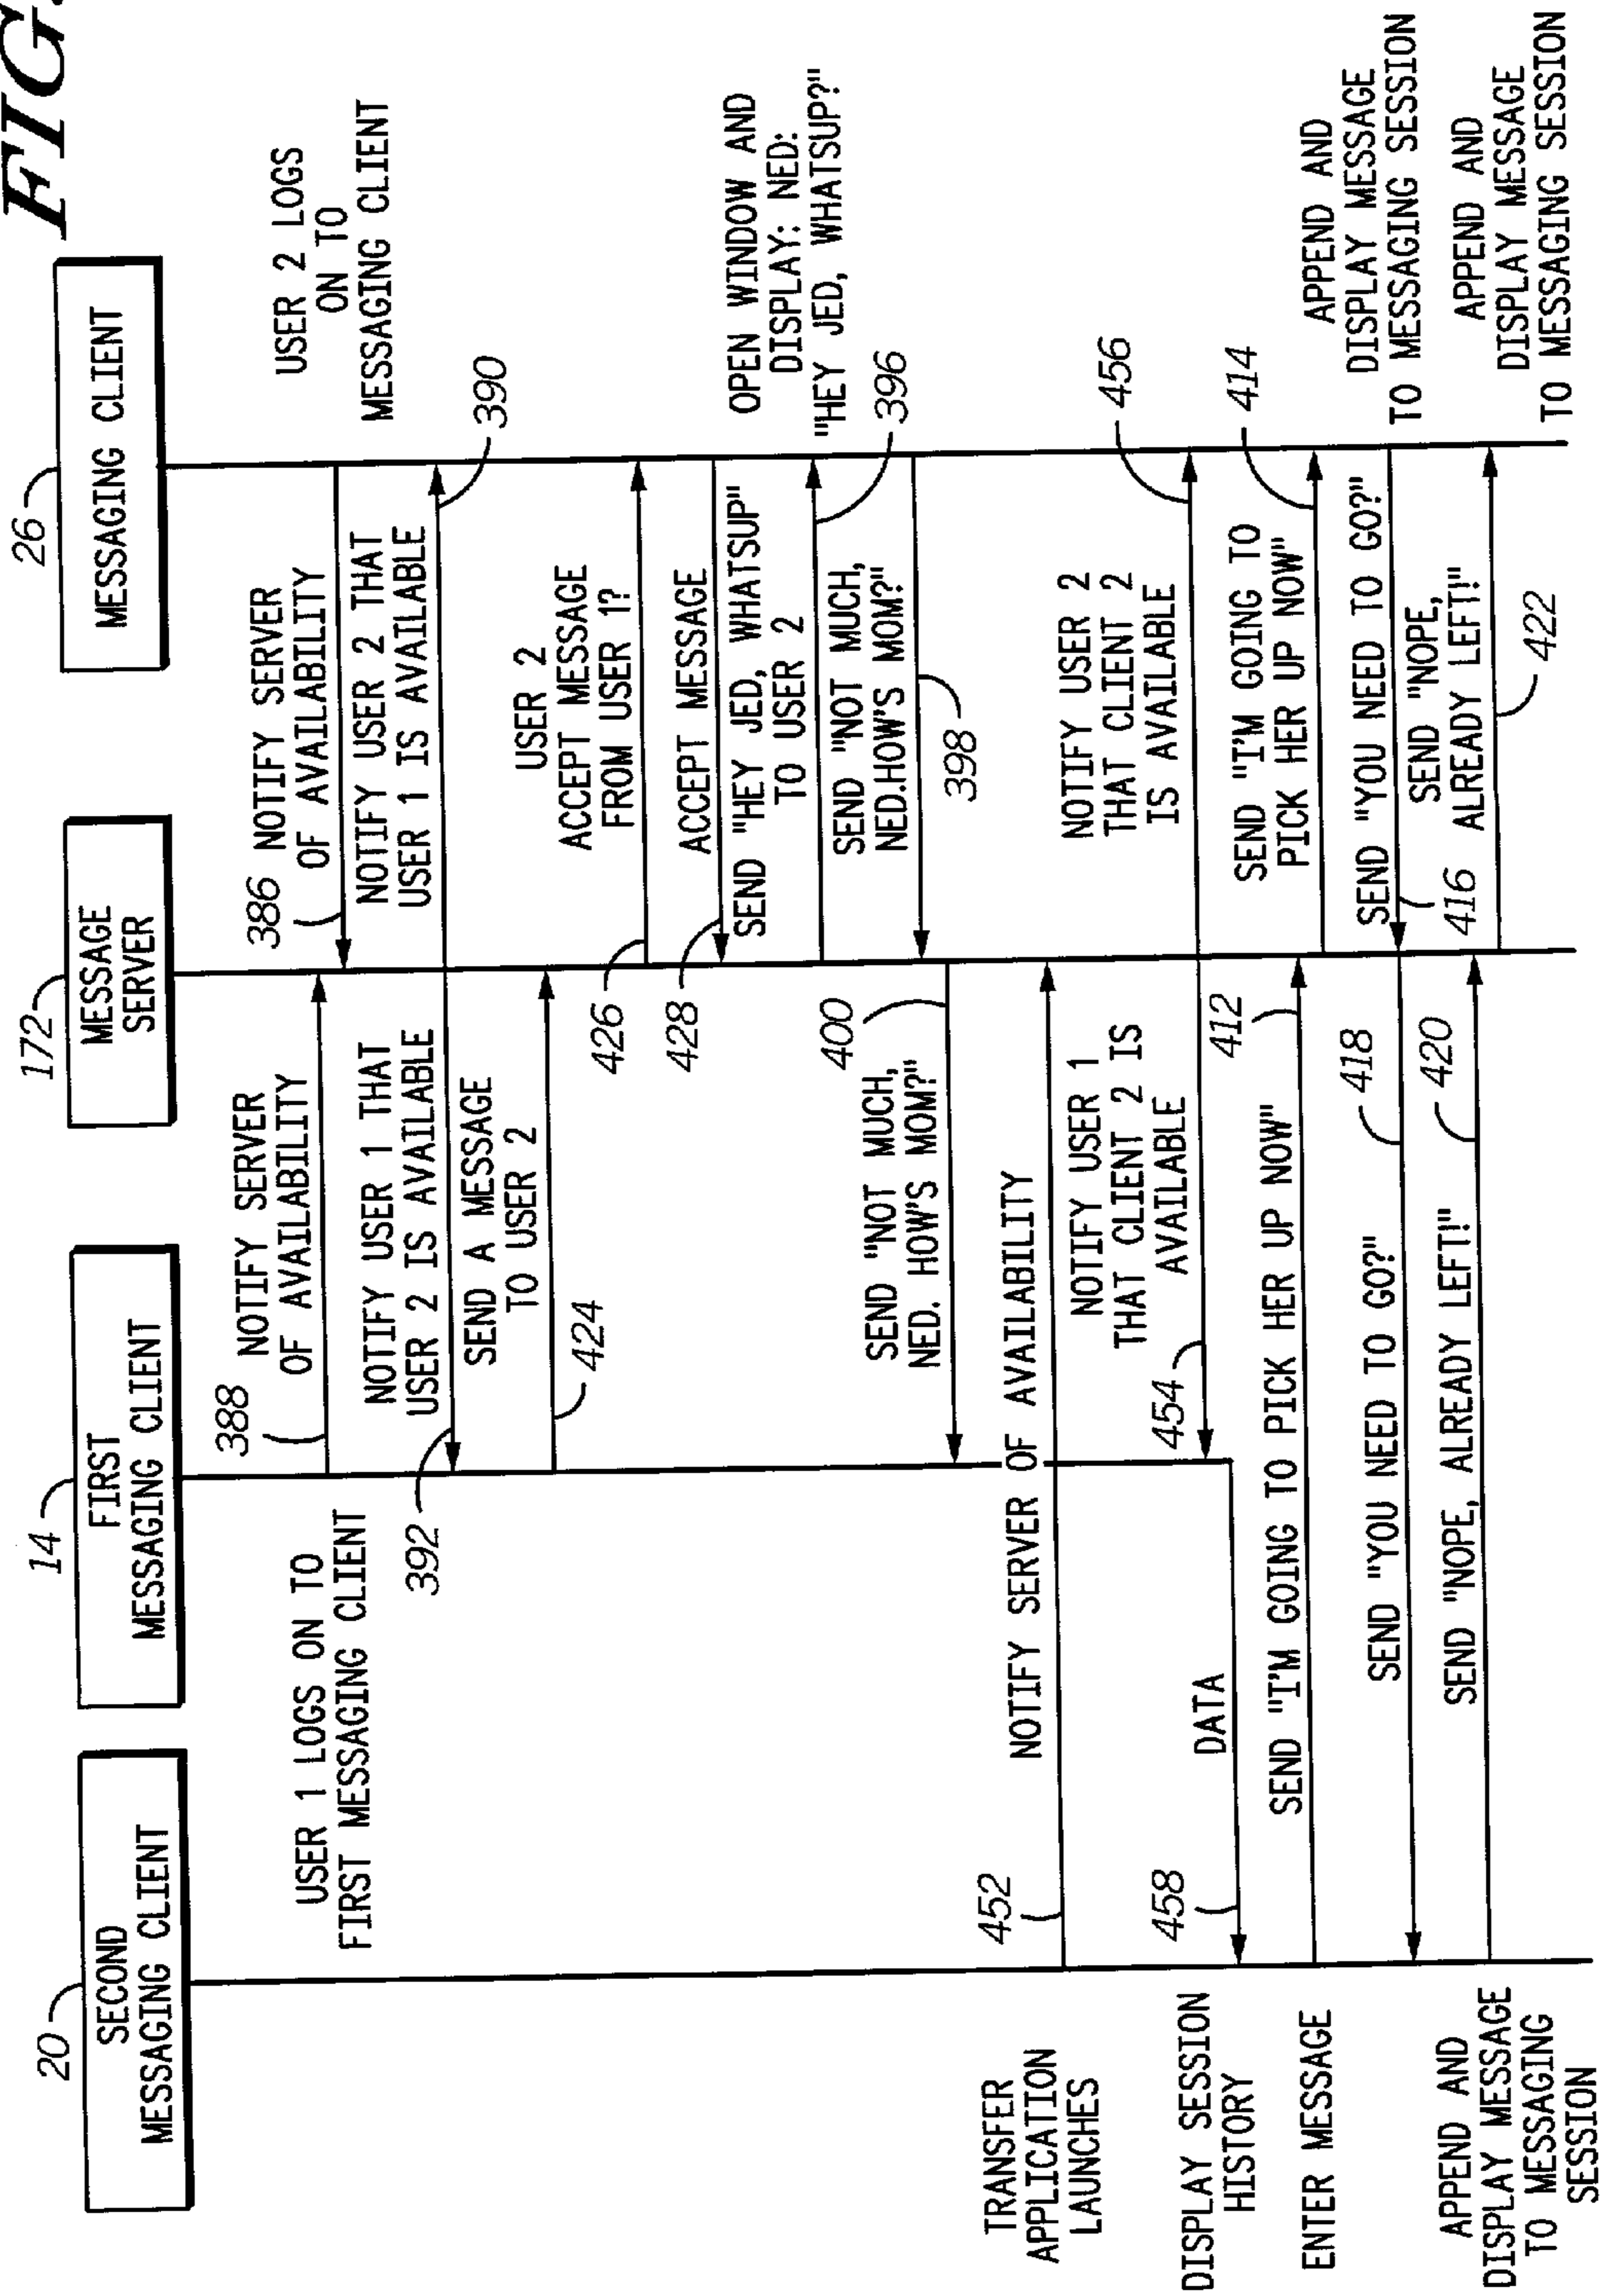 FIG.
20
SECOND
MESSAGING CLIENT
14
FIRST
MESSAGING CLIENT
172
MESSAGE
SERVER
26
MESSAGING CLIENT
USER 1 LOGS ON TO
FIRST MESSAGING CLIENT
388
NOTIFY SERVER
OF AVAILABILITY
386
NOTIFY SERVER
OF AVAILABILITY
USER 2 LOGS
ON TO
MESSAGING CLIENT
392
NOTIFY USER 1 THAT
USER 2 IS AVAILABLE
NOTIFY USER 2 THAT
USER 1 IS AVAILABLE
390
SEND A MESSAGE
TO USER 2
424
426
USER 2
ACCEPT MESSAGE
FROM USER 1?
428
ACCEPT MESSAGE
SEND "HEY JED, WHATSUP"
TO USER 2
396
OPEN WINDOW AND
DISPLAY: NED:
"HEY JED, WHATSUP?"
SEND "NOT MUCH,
NED.HOW'S MOM?"
398
400
SEND "NOT MUCH,
NED. HOW'S MOM?"
TRANSFER
APPLICATION
LAUNCHES
452
NOTIFY SERVER OF AVAILABILITY
454
NOTIFY USER 1
THAT CLIENT 2 IS
AVAILABLE
NOTIFY USER 2
THAT CLIENT 2
IS AVAILABLE
456
DISPLAY SESSION
HISTORY
458
DATA
ENTER MESSAGE
SEND "I'M GOING TO PICK HER UP NOW"
412
SEND "I'M GOING TO
PICK HER UP NOW"
414
APPEND AND
DISPLAY MESSAGE
TO MESSAGING SESSION
SEND "YOU NEED TO GO?"
416
SEND "YOU NEED TO GO?"
418
APPEND AND
DISPLAY MESSAGE
TO MESSAGING
SESSION
SEND "NOPE, ALREADY LEFT!"
420
SEND "NOPE,
ALREADY LEFT!"
422
APPEND AND
DISPLAY MESSAGE
TO MESSAGING SESSION